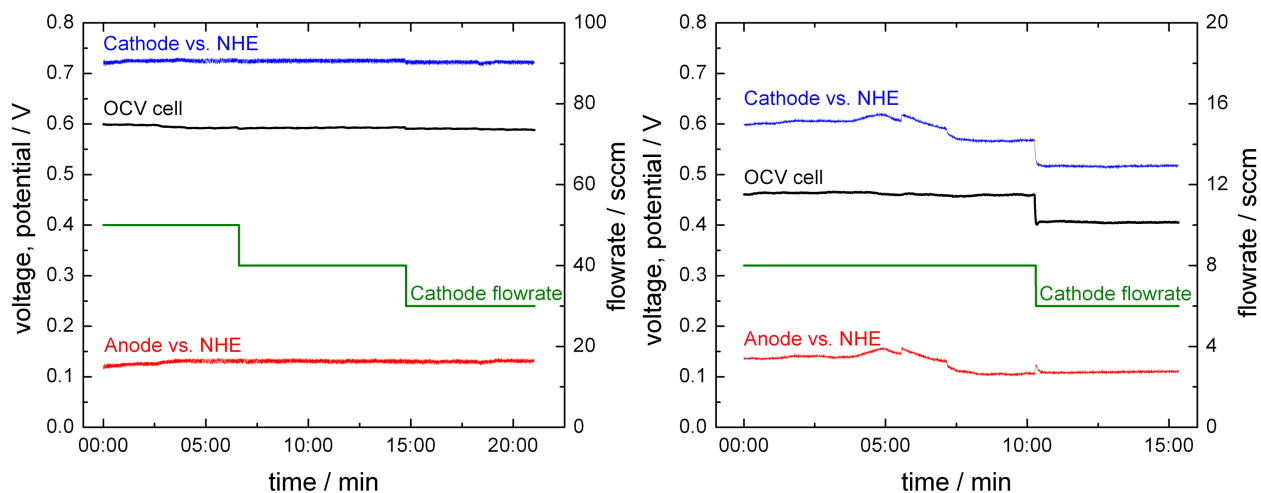 voltage, potential / V
0.8
0.7
0.6
0.5
0.4
0.3
0.2
0.1
0.0
Cathode vs. NHE
OCV cell
Cathode flowrate
Anode vs. NHE
100
80
60
40
20
0
flowrate / sccm
00:00 05:00 10:00 15:00 20:00
time / min
voltage, potential / V
0.8
0.7
0.6
0.5
0.4
0.3
0.2
0.1
0.0
Cathode vs. NHE
OCV cell
Cathode flowrate
Anode vs. NHE
20
16
12
8
4
0
flowrate / sccm
00:00 05:00 10:00 15:00
time / min